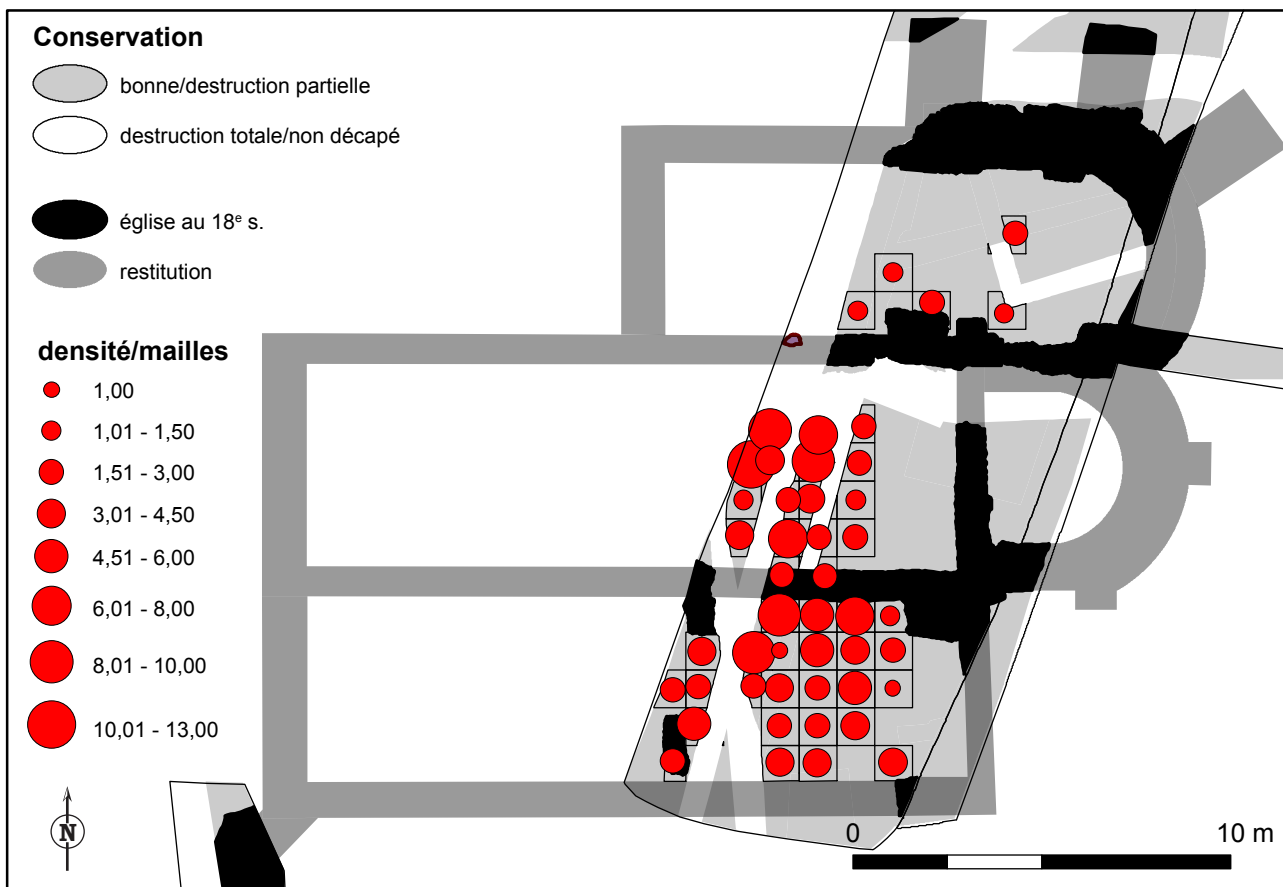 Conservation
bonne/destruction partielle
destruction totale/non décapé
église au 18e s.
restitution
densité/mailles
1,00
1,01 - 1,50
1,51 - 3,00
3,01 - 4,50
4,51 - 6,00
6,01 - 8,00
8,01 - 10,00
10,01 - 13,00
N
0
10 m